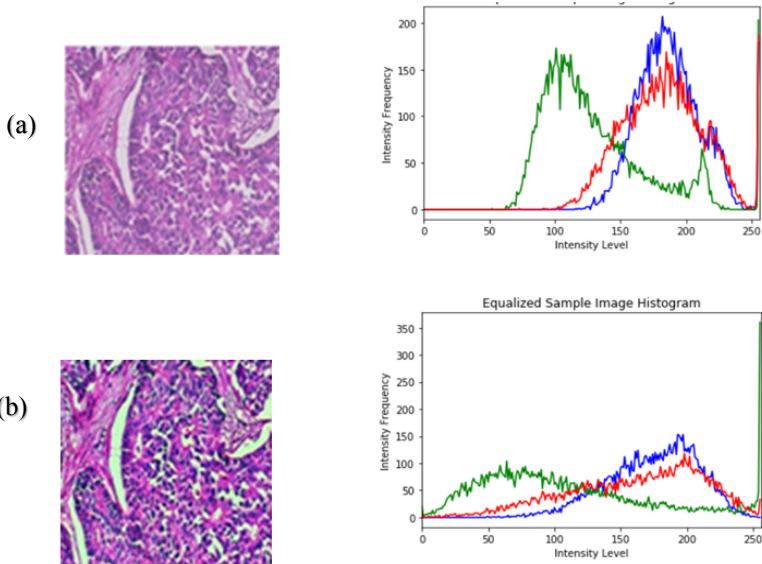 (a)
200
150
100
50
0
Intensity Frequency
0 50 100 150 200 250
Intensity Level
(b)
Equalized Sample Image Histogram
350
300
250
200
150
100
50
0
Intensity Frequency
0 50 100 150 200 250
Intensity Level